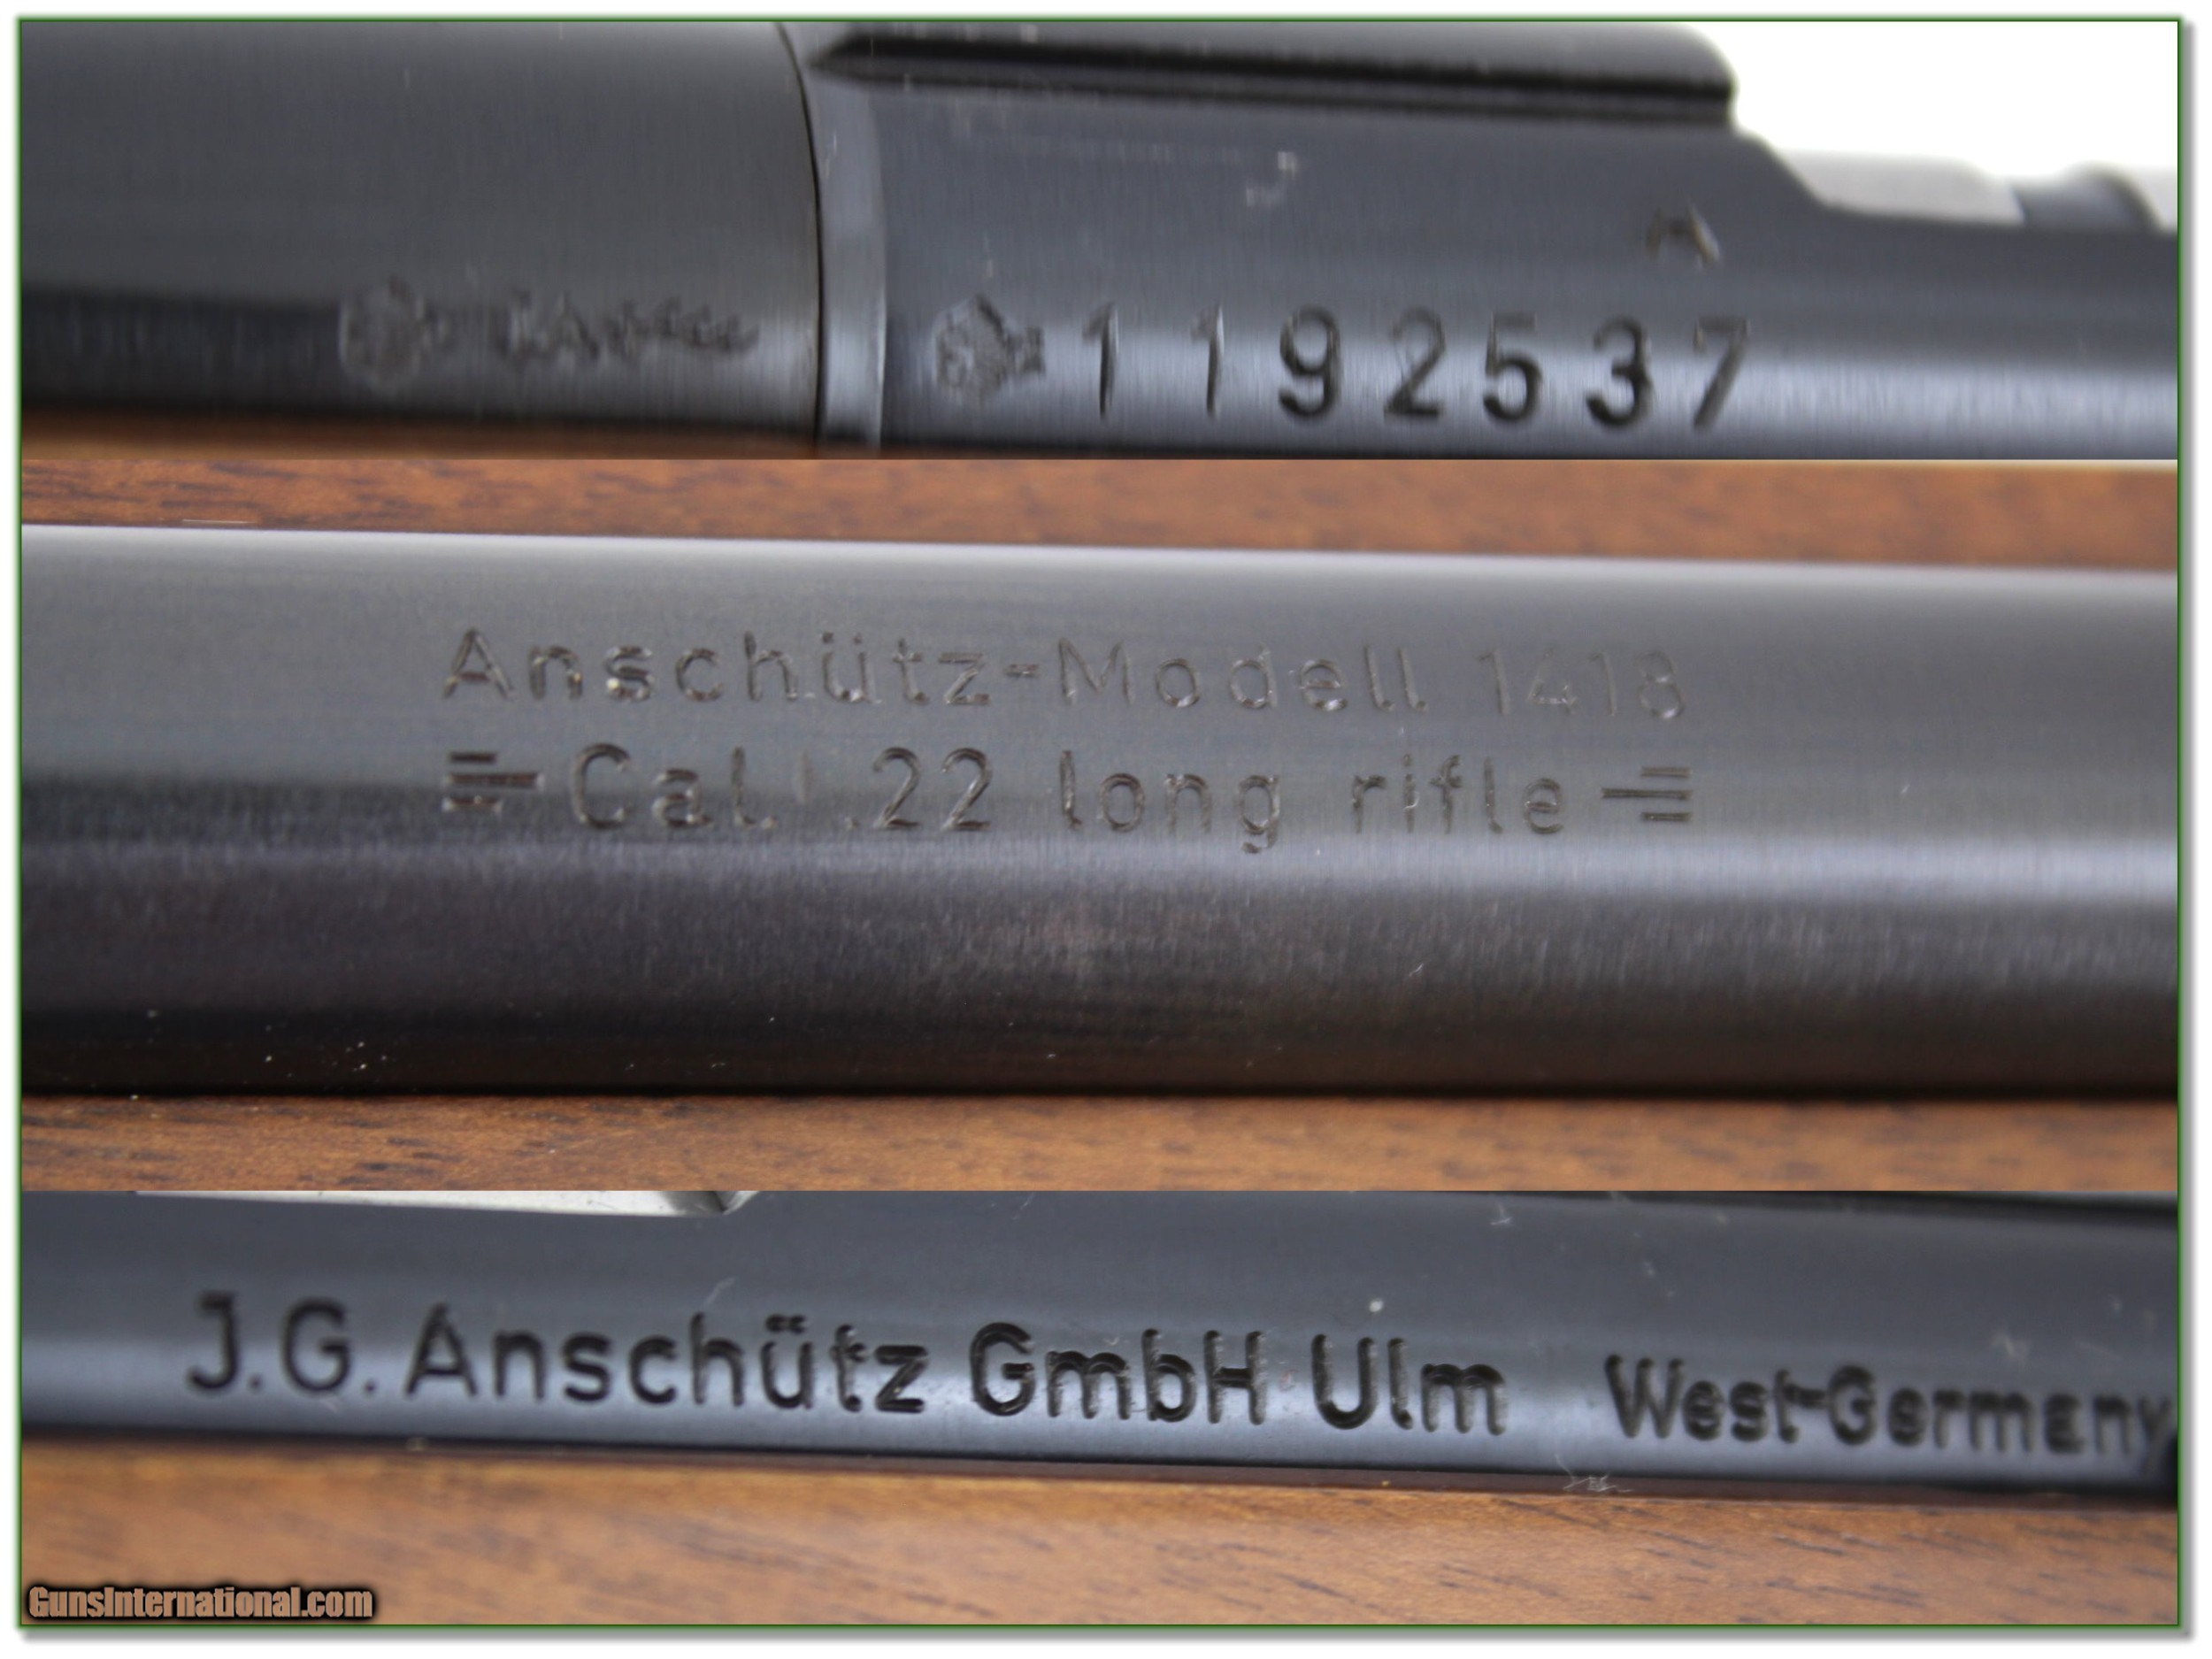 A
1192537
Anschütz-Modell 1418
Cal. .22 long rifle
J.G. Anschütz GmbH Ulm West-Germany
GunsInternational.com